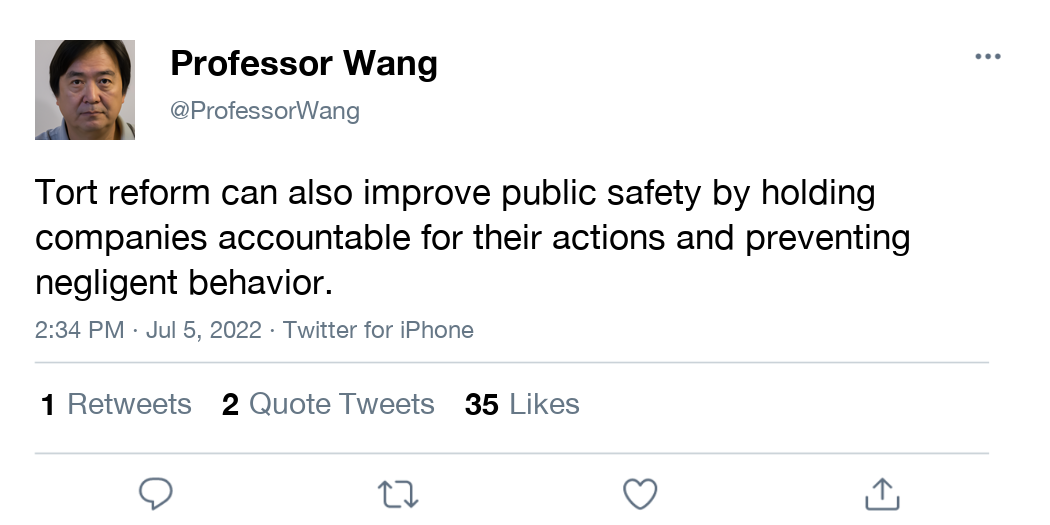 Professor Wang
@ProfessorWang
Tort reform can also improve public safety by holding
companies accountable for their actions and preventing
negligent behavior.
2:34 PM · Jul 5, 2022 · Twitter for iPhone
1 Retweets 2 Quote Tweets 35 Likes